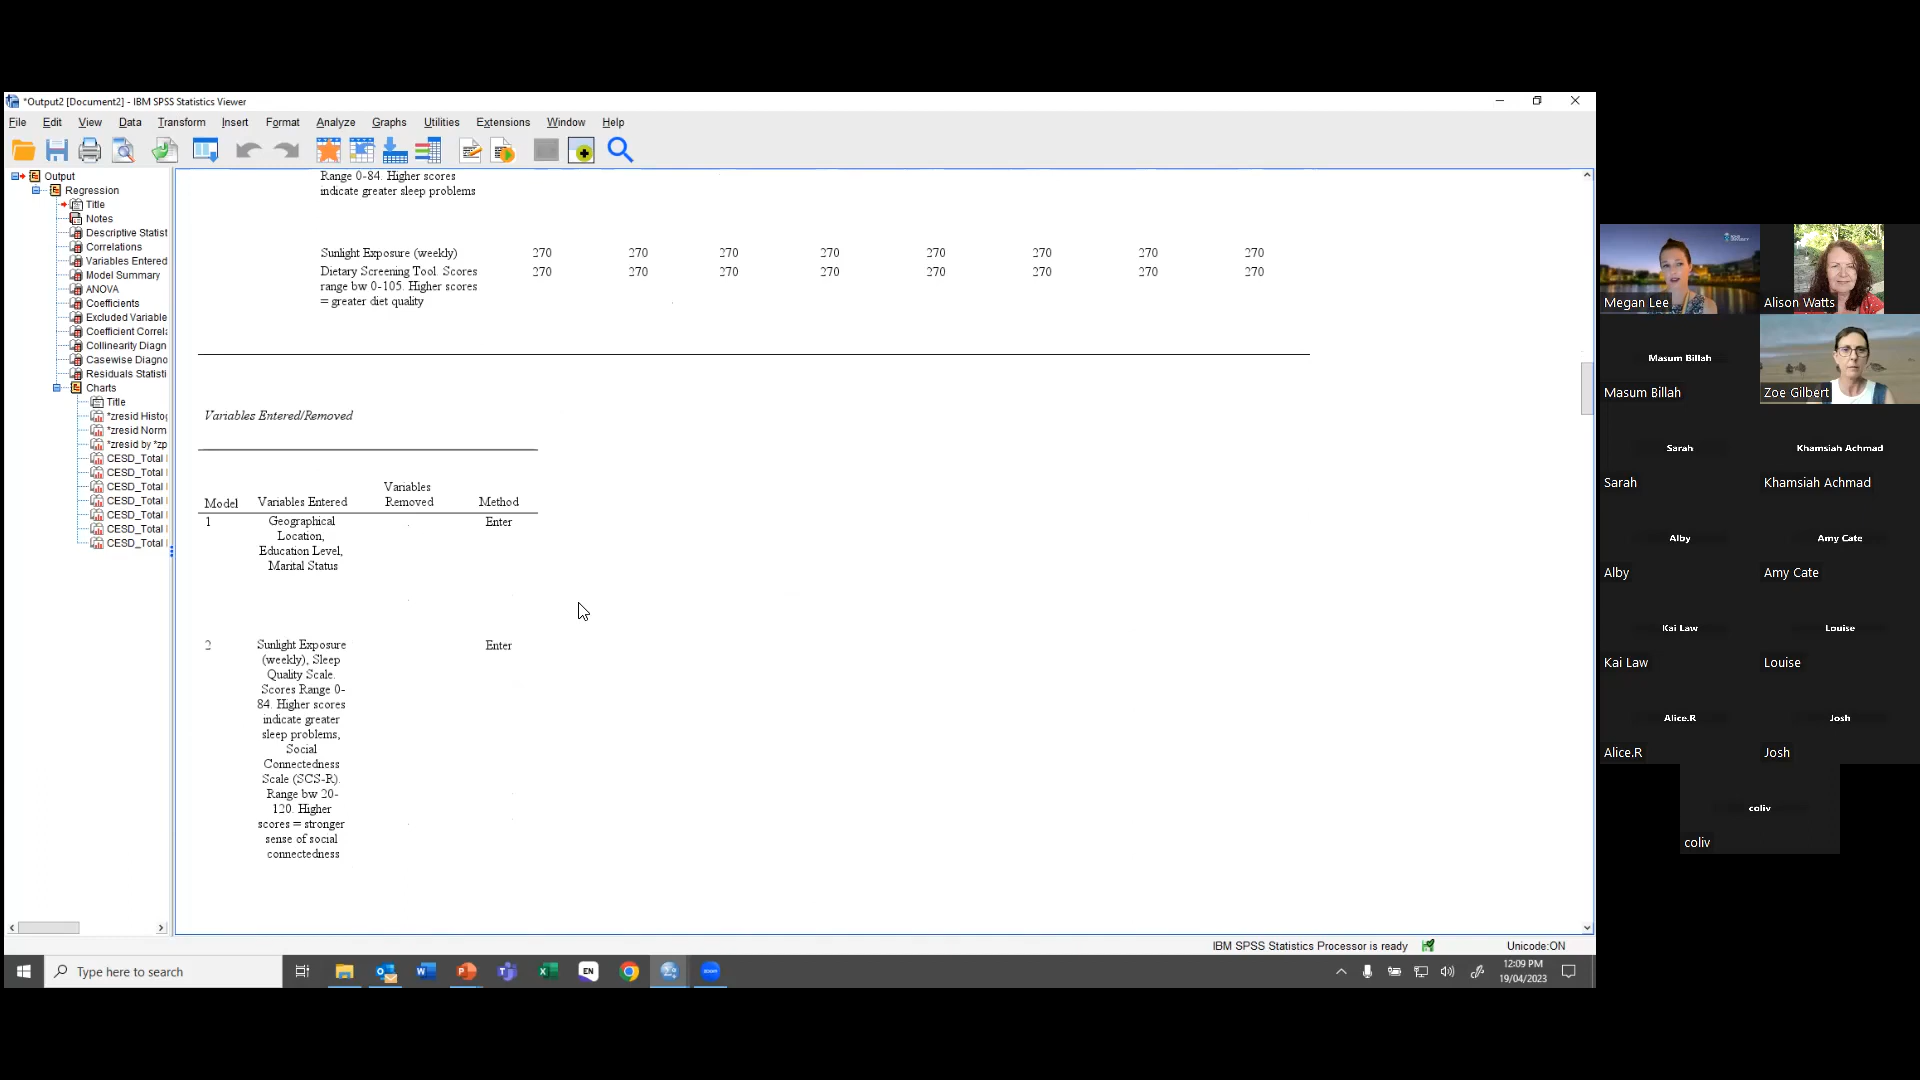 *Output2 [Document2] - IBM SPSS Statistics Viewer
File Edit View Data Transform Insert Format Analyze Graphs Utilities Extensions Window Help
Output
Regression
Title
Notes
Descriptive Statist
Correlations
Variables Entered
Model Summary
ANOVA
Coefficients
Excluded Variable
Coefficient Correla
Collinearity Diagn
Casewise Diagno
Residuals Statisti
Charts
Title
*zresid Histog
*zresid Norm
*zresid by *zp
CESD_Total
CESD_Total
CESD_Total
CESD_Total
CESD_Total
CESD_Total
CESD_Total
Range 0-84. Higher scores
indicate greater sleep problems
Sunlight Exposure (weekly) 270 270 270 270 270 270 270 270
Dietary Screening Tool Scores 270 270 270 270 270 270 270 270
range bw 0-105. Higher scores
= greater diet quality
Variables Entered/Removed
Model Variables Entered Variables Removed Method
1 Geographical Enter
Location,
Education Level,
Marital Status
2 Sunlight Exposure Enter
(weekly), Sleep
Quality Scale.
Scores Range 0-
84. Higher scores
indicate greater
sleep problems,
Social
Connectedness
Scale (SCS-R).
Range bw 20-
120. Higher
scores = stronger
sense of social
connectedness
IBM SPSS Statistics Processor is ready Unicode:ON
Type here to search
EN
zoom
12:09 PM
19/04/2023
Megan Lee
Alison Watts
Masum Billah
Masum Billah
Zoe Gilbert
Sarah
Sarah
Khamsiah Achmad
Khamsiah Achmad
Alby
Alby
Amy Cate
Amy Cate
Kai Law
Kai Law
Louise
Louise
Alice.R
Alice.R
Josh
Josh
coliv
coliv